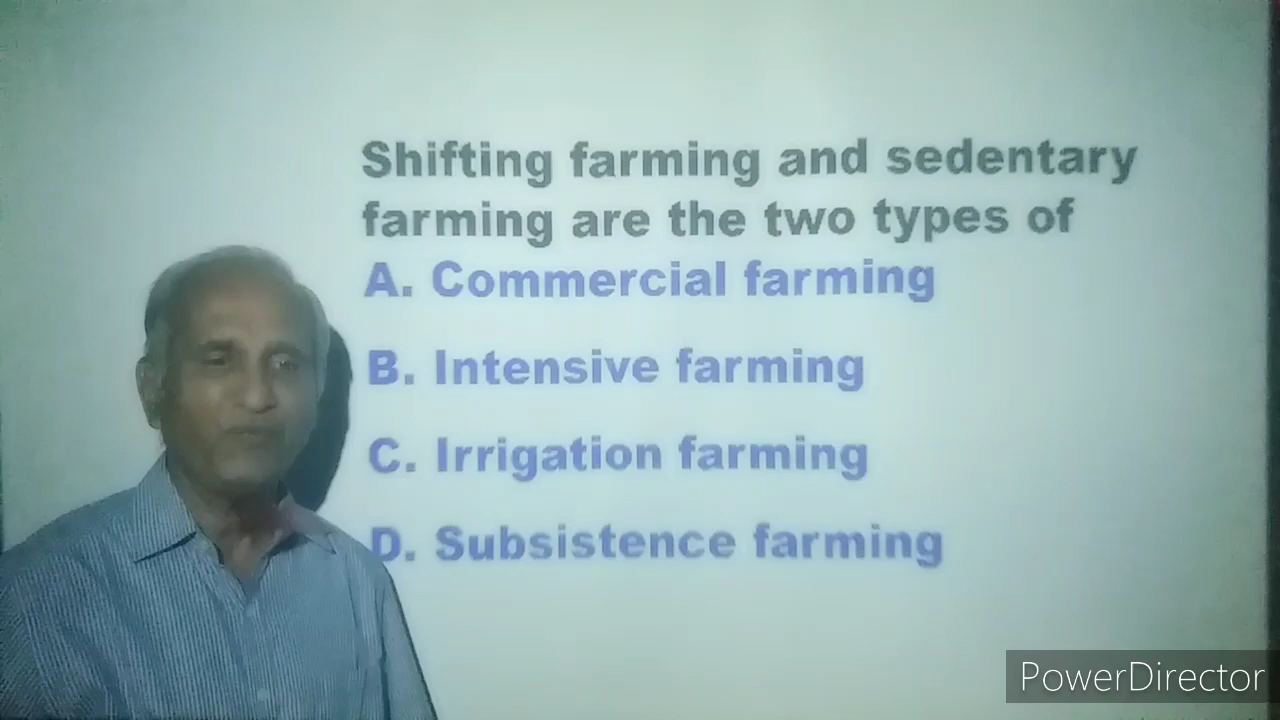 Shifting farming and sedentary
farming are the two types of
A. Commercial farming
B. Intensive farming
C. Irrigation farming
D. Subsistence farming
PowerDirector